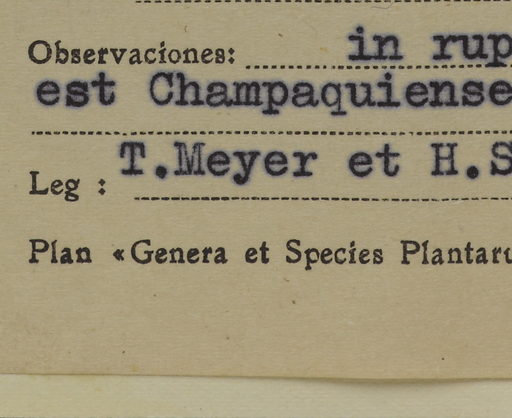 Observaciones: in rup
est Champaquiense
Leg : T.Meyer et H.S
Plan «Genera et Species Plantaru